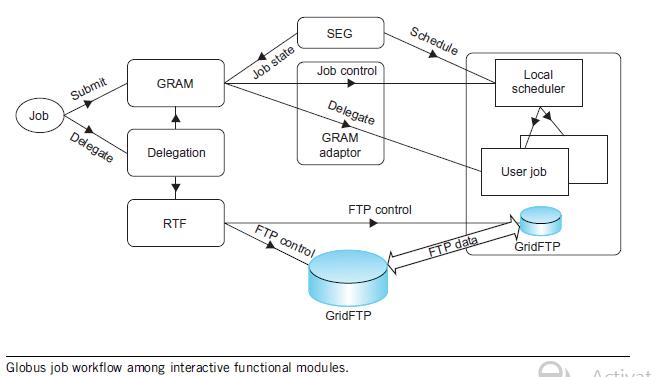 SEG
Schedule
Job state
Submit
GRAM
Job control
Local
scheduler
Job
Delegate
Delegate
GRAM
adaptor
Delegation
User job
RTF
FTP control
FTP control
FTP data
GridFTP
GridFTP
Globus job workflow among interactive functional modules.
Activat